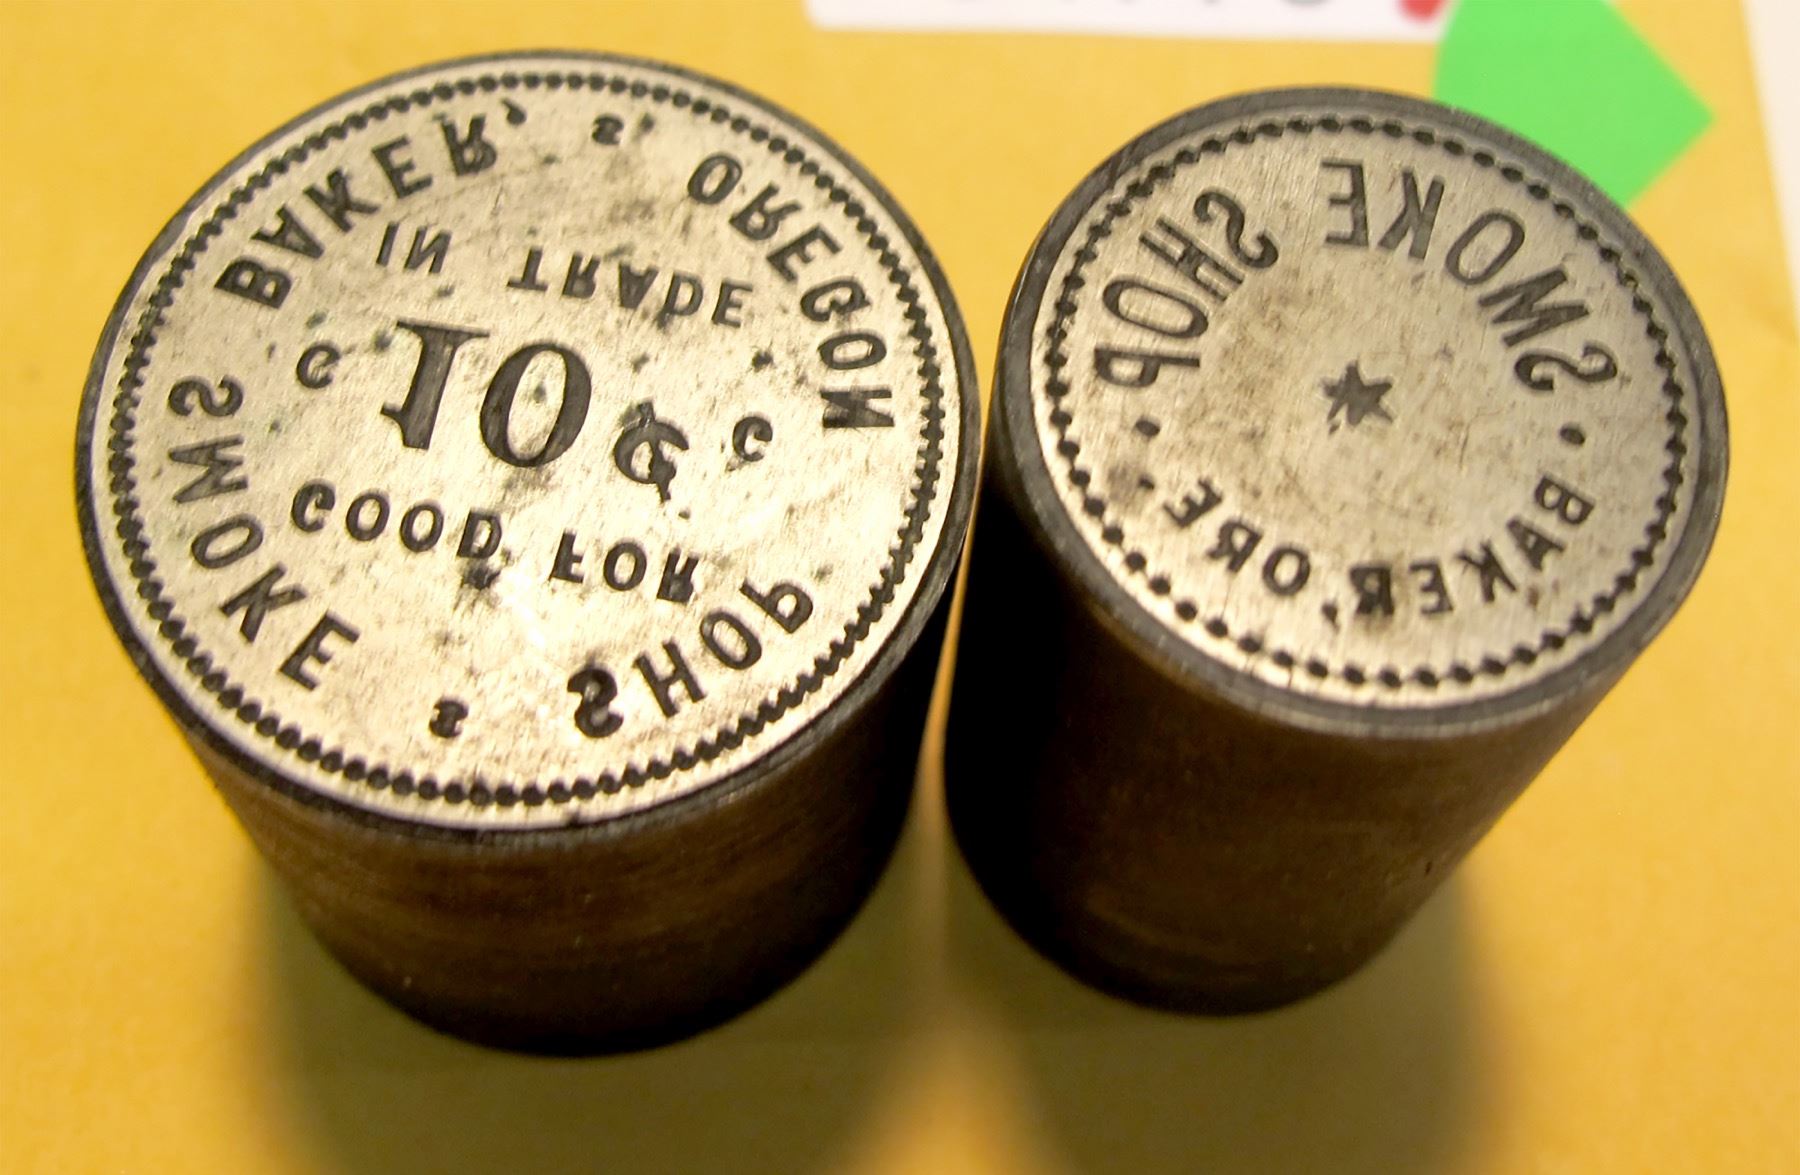 SMOKE SHOP
GOOD FOR
10¢
IN TRADE
BAKER, OREGON
SMOKE SHOP
BAKER, ORE.